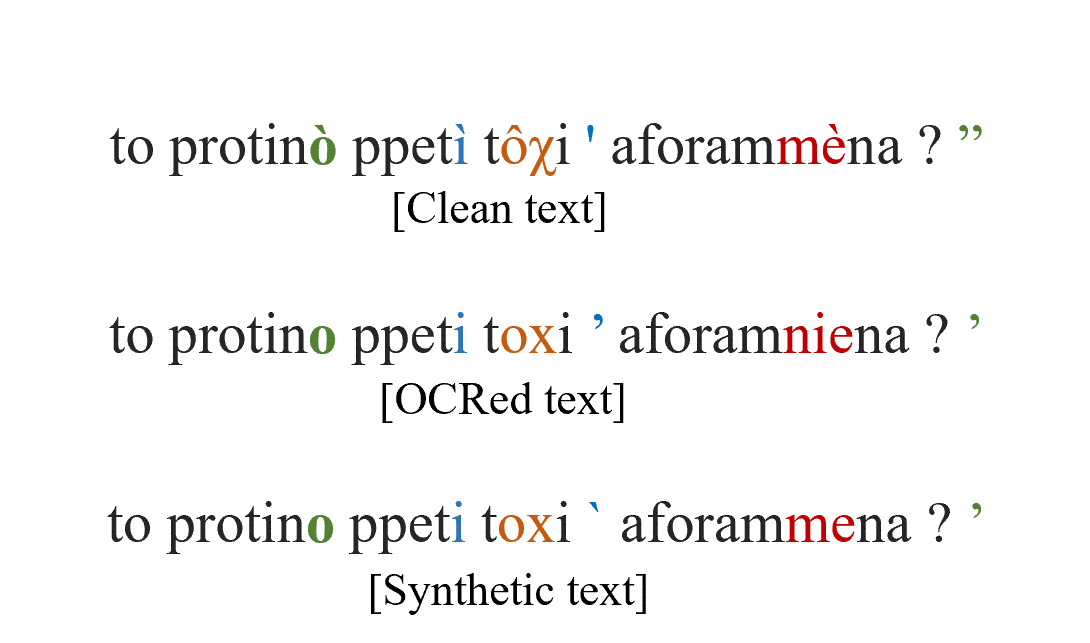 to protinò ppetì tôχi ' aforammèna ? ”
[Clean text]
to protino ppeti toxi ’ aforamniena ? ’
[OCRed text]
to protino ppeti toxi ` aforammena ? ’
[Synthetic text]